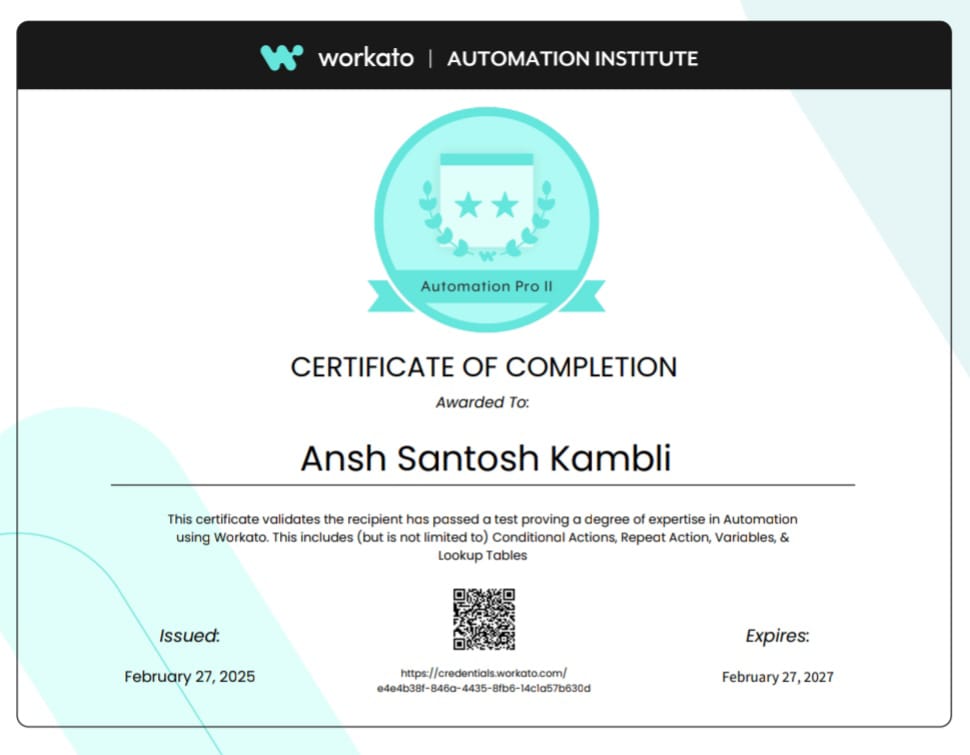 workato | AUTOMATION INSTITUTE
Automation Pro II
CERTIFICATE OF COMPLETION
Awarded To:
Ansh Santosh Kambli
This certificate validates the recipient has passed a test proving a degree of expertise in Automation
using Workato. This includes (but is not limited to) Conditional Actions, Repeat Action, Variables, &
Lookup Tables
Issued:
February 27, 2025
https://credentials.workato.com/
e4e4b38f-846a-4435-8fb6-14c1a57b630d
Expires:
February 27, 2027